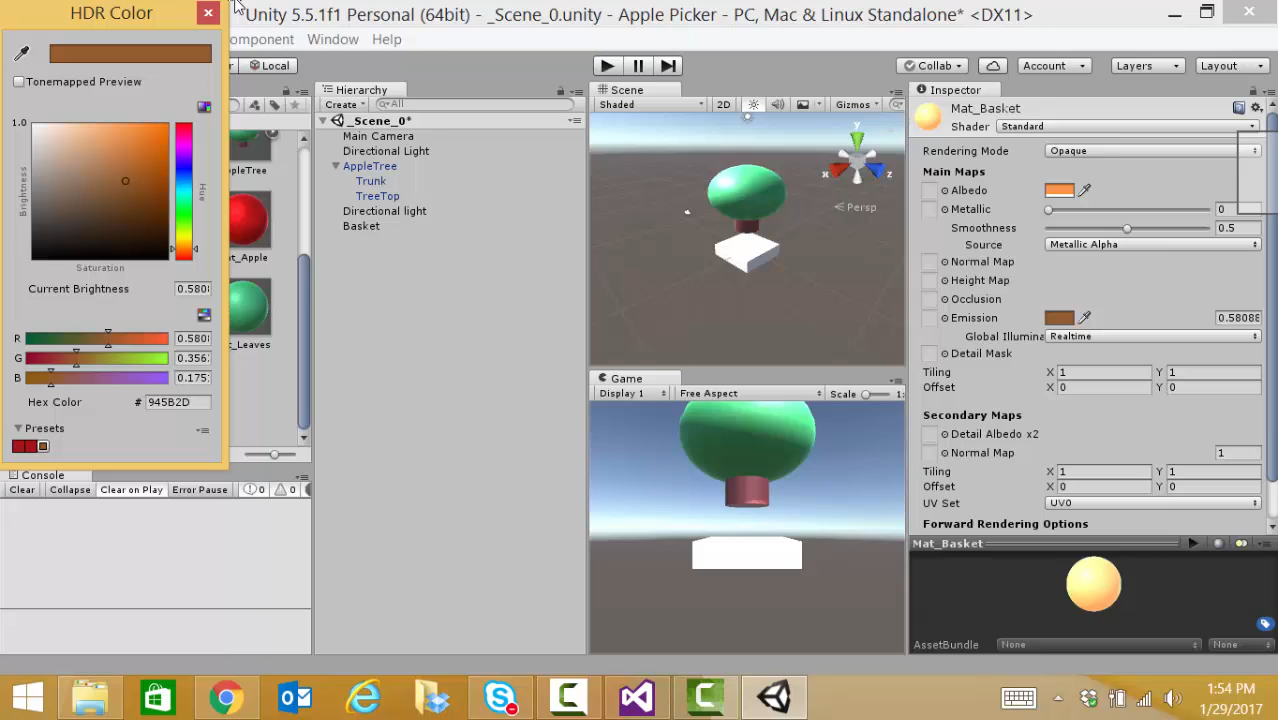 HDR Color
Unity 5.5.1f1 Personal (64bit) - _Scene_0.unity - Apple Picker - PC, Mac & Linux Standalone* <DX11>
omponent Window Help
Local
Collab
Account
Layers
Layout
Tonemapped Preview
1.0
Brightness
Hue
Saturation
Current Brightness 0.580
R 0.580
G 0.356
B 0.175
Hex Color # 945B2D
Presets
AppleTree
t_Apple
t_Leaves
Hierarchy
Create All
_Scene_0*
Main Camera
Directional Light
AppleTree
Trunk
TreeTop
Directional light
Basket
Scene
Shaded 2D Gizmos
y
x
z
Persp
Game
Display 1 Free Aspect Scale 1:
Inspector
Mat_Basket
Shader Standard
Rendering Mode Opaque
Main Maps
Albedo
Metallic 0
Smoothness 0.5
Source Metallic Alpha
Normal Map
Height Map
Occlusion
Emission 0.58088
Global Illumina Realtime
Detail Mask
Tiling X 1 Y 1
Offset X 0 Y 0
Secondary Maps
Detail Albedo x2
Normal Map 1
Tiling X 1 Y 1
Offset X 0 Y 0
UV Set UV0
Forward Rendering Options
Mat_Basket
AssetBundle None None
Console
Clear Collapse Clear on Play Error Pause 0 0
1:54 PM
1/29/2017